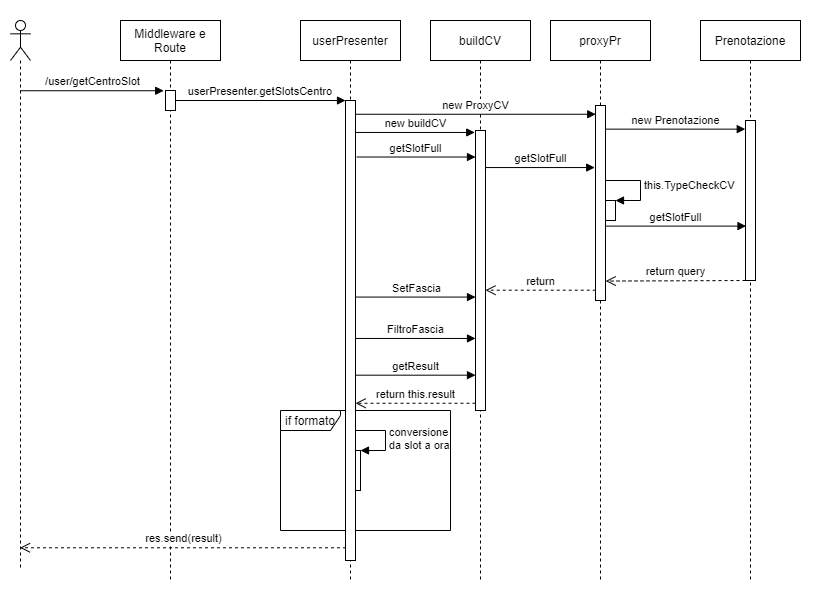 Middleware e
Route
userPresenter
buildCV
proxyPr
Prenotazione
/user/getCentroSlot
userPresenter.getSlotsCentro
new ProxyCV
new buildCV
new Prenotazione
getSlotFull
getSlotFull
this.TypeCheckCV
getSlotFull
return query
return
SetFascia
FiltroFascia
getResult
return this.result
if formato
conversione
da slot a ora
res.send(result)